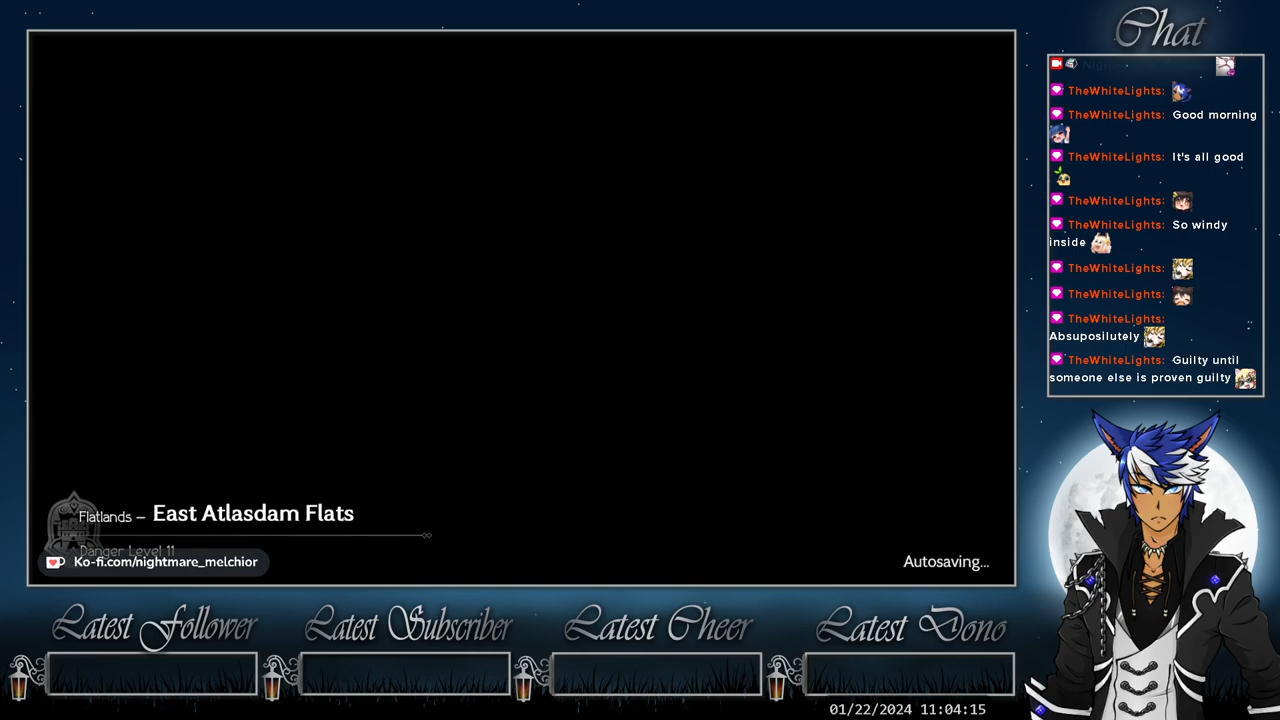 Chat
TheWhiteLights:
TheWhiteLights: Good morning
TheWhiteLights: It's all good
TheWhiteLights:
TheWhiteLights: So windy
inside
TheWhiteLights:
TheWhiteLights:
TheWhiteLights:
Absuposilutely
TheWhiteLights: Guilty until
someone else is proven guilty
Flatlands – East Atlasdam Flats
Danger Level 11
Ko-fi.com/nightmare_melchior
Autosaving...
Latest Follower
Latest Subscriber
Latest Cheer
Latest Dono
01/22/2024 11:04:15